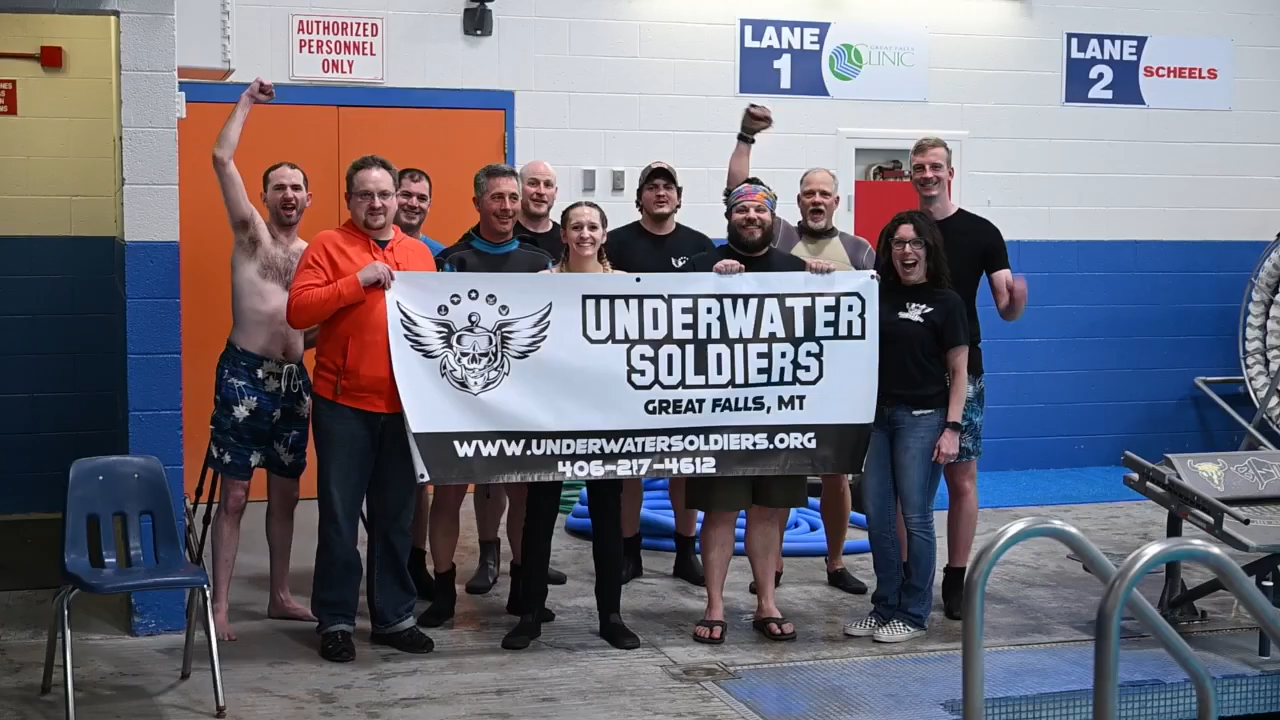 AUTHORIZED
PERSONNEL
ONLY
LANE
1
GREAT FALLS
CLINIC
LANE
2
SCHEELS
UNDERWATER
SOLDIERS
GREAT FALLS, MT
WWW.UNDERWATERSOLDIERS.ORG
406-217-4612